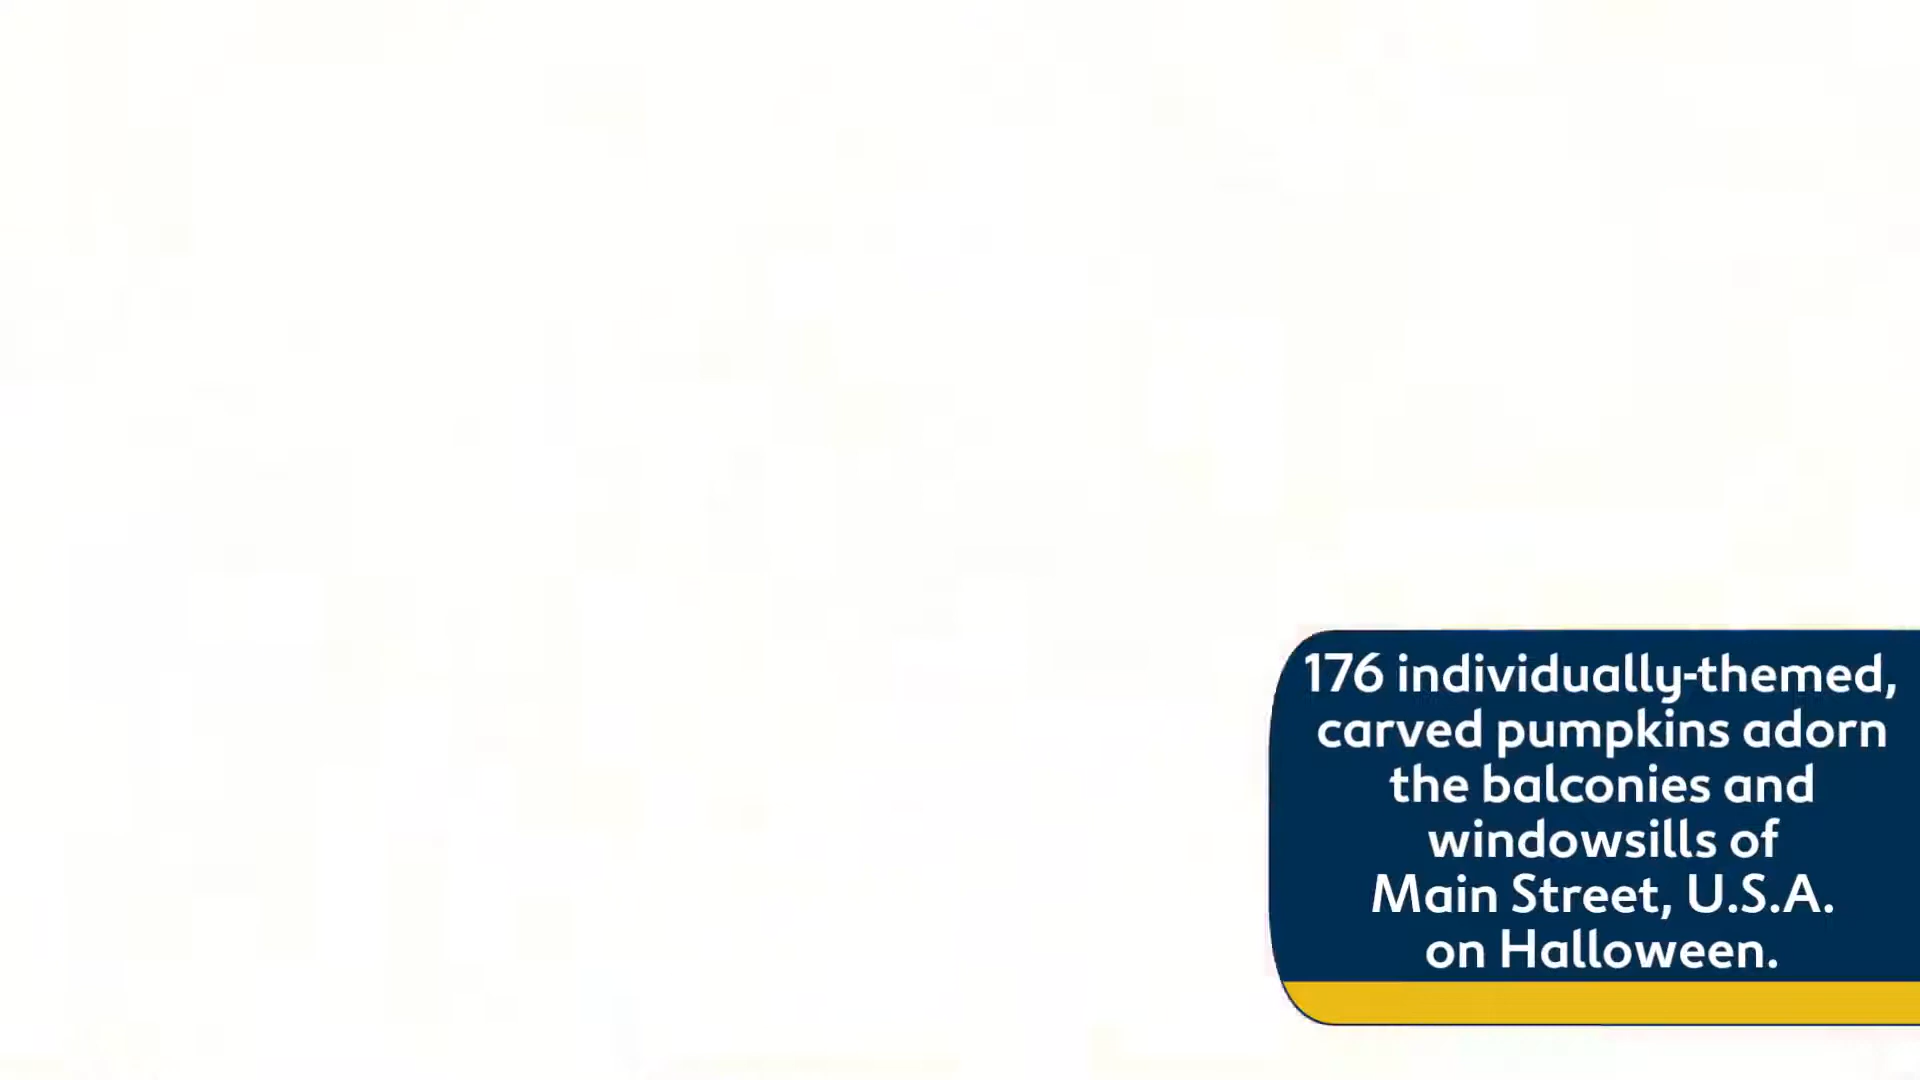 176 individually-themed,
carved pumpkins adorn
the balconies and
windowsills of
Main Street, U.S.A.
on Halloween.